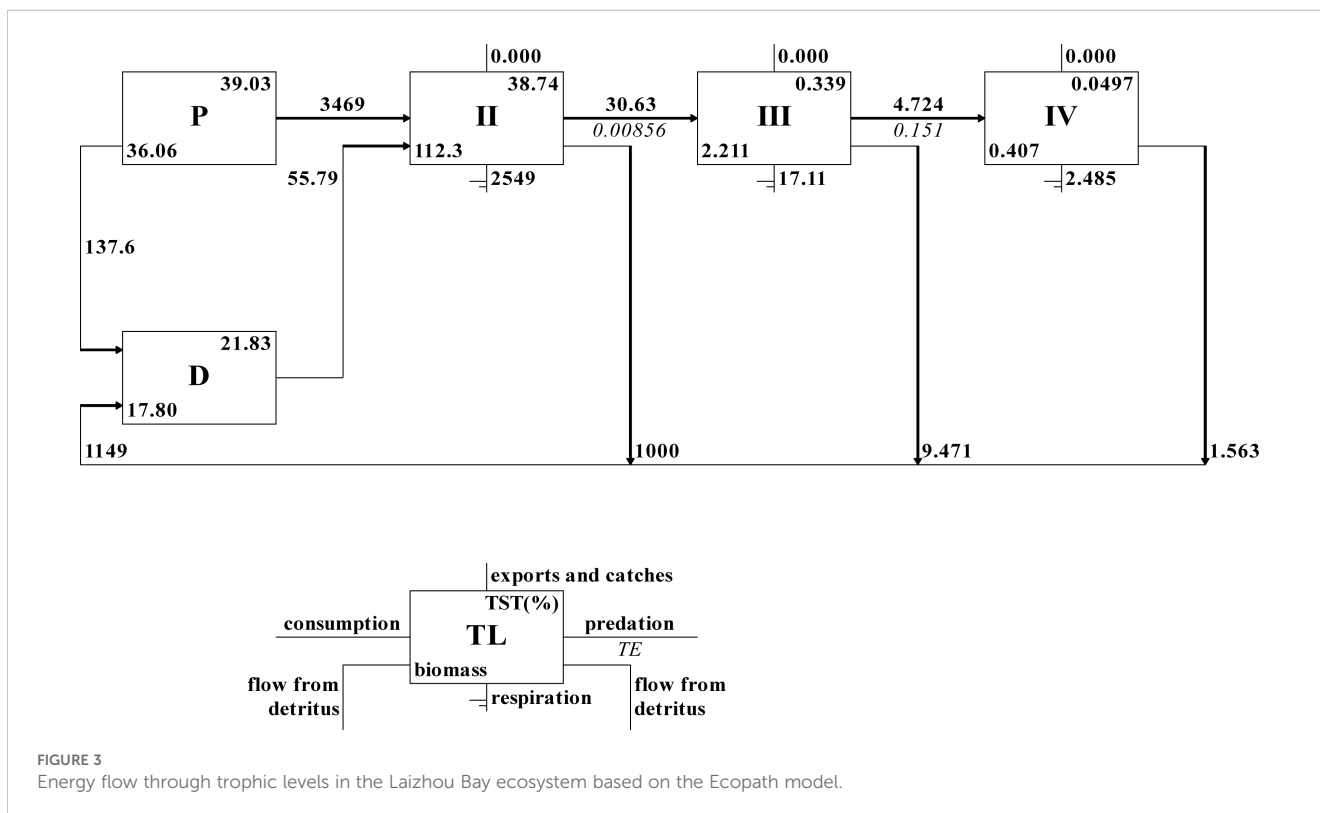 0.000
0.000
0.000
39.03
P
36.06
3469
38.74
II
112.3
2549
30.63
0.00856
0.339
III
2.211
17.11
4.724
0.151
0.0497
IV
0.407
2.485
55.79
137.6
21.83
D
17.80
1149
1000
9.471
1.563
exports and catches
TST(%)
consumption
TL
predation
TE
biomass
flow from
detritus
respiration
flow from
detritus
FIGURE 3
Energy flow through trophic levels in the Laizhou Bay ecosystem based on the Ecopath model.